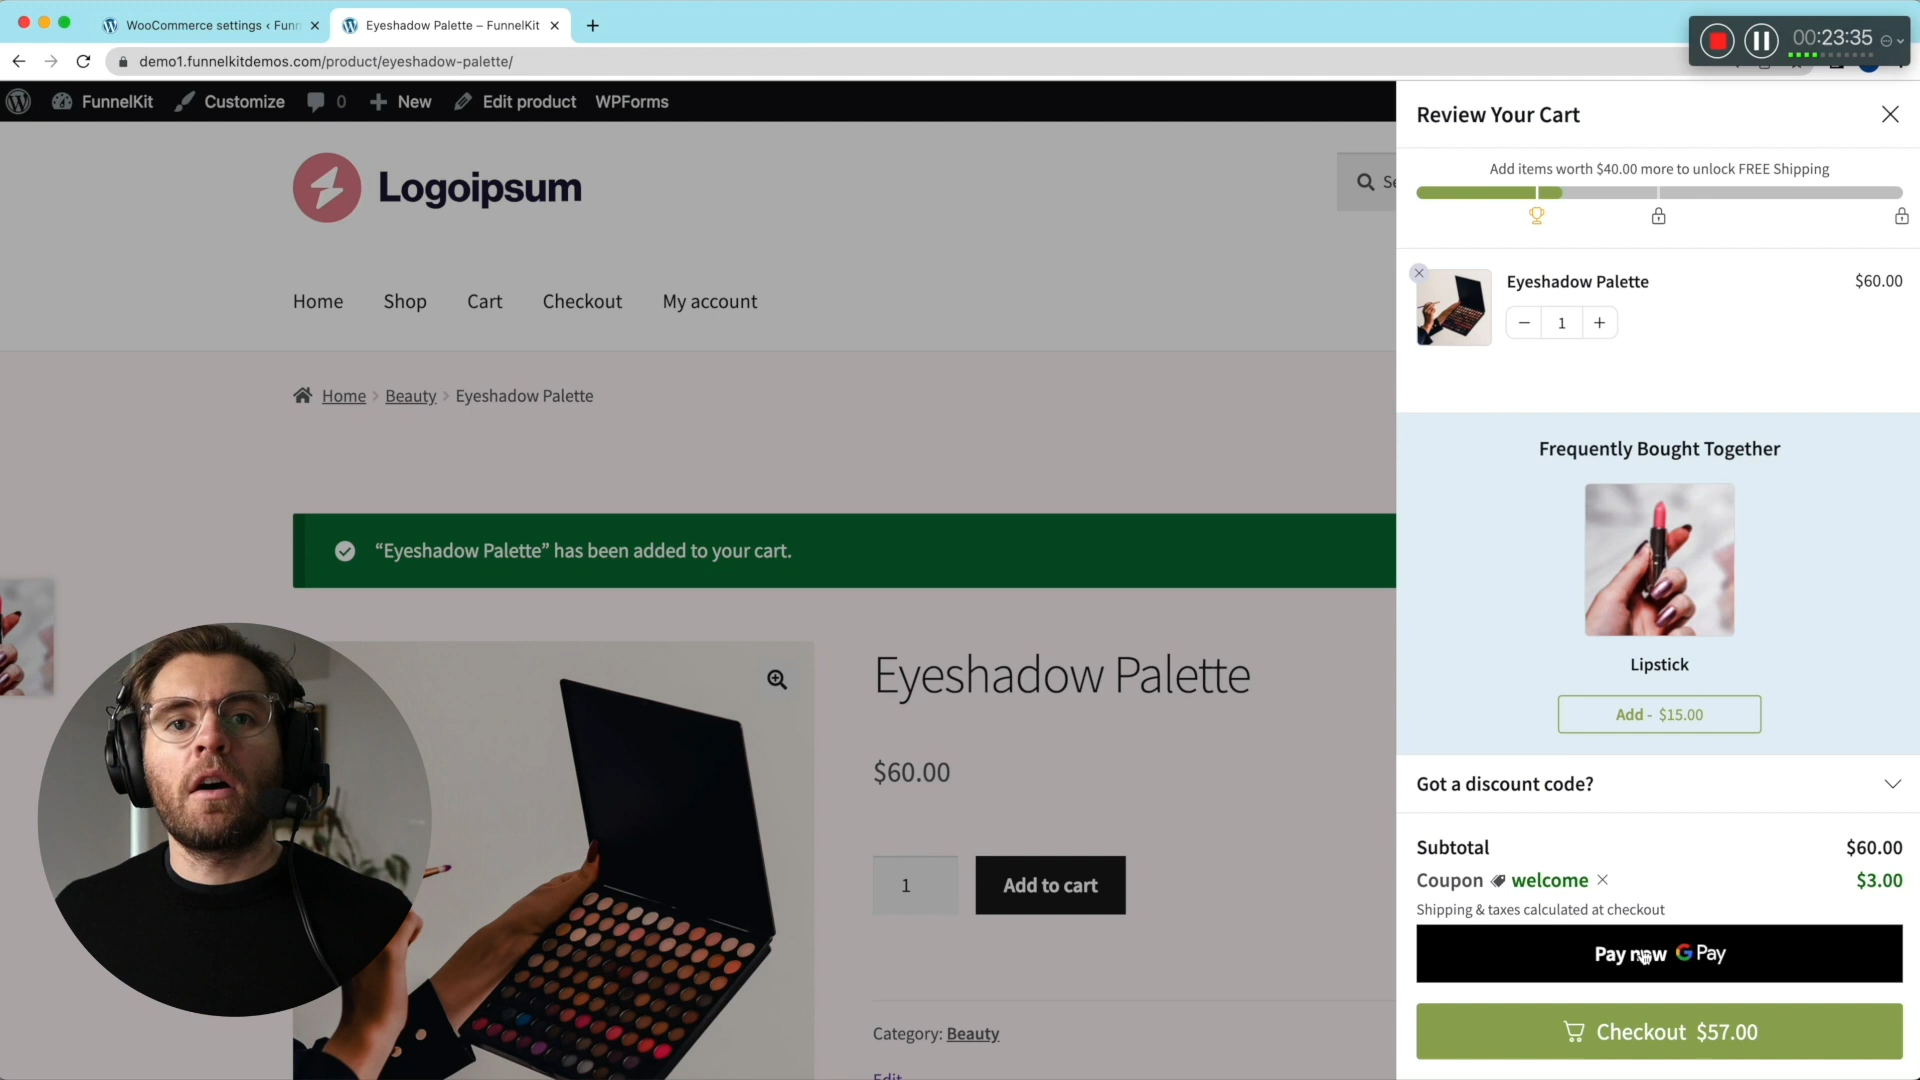 WooCommerce settings ‹ Funn
Eyeshadow Palette – FunnelKit
00:23:35
demo1.funnelkitdemos.com/product/eyeshadow-palette/
FunnelKit
Customize
0
New
Edit product
WPForms
Logoipsum
Se
Home
Shop
Cart
Checkout
My account
Home > Beauty > Eyeshadow Palette
“Eyeshadow Palette” has been added to your cart.
Eyeshadow Palette
$60.00
1
Add to cart
Category: Beauty
Edit
Review Your Cart
Add items worth $40.00 more to unlock FREE Shipping
Eyeshadow Palette $60.00
− 1 +
Frequently Bought Together
Lipstick
Add - $15.00
Got a discount code?
Subtotal $60.00
Coupon welcome $3.00
Shipping & taxes calculated at checkout
Pay now G Pay
Checkout $57.00